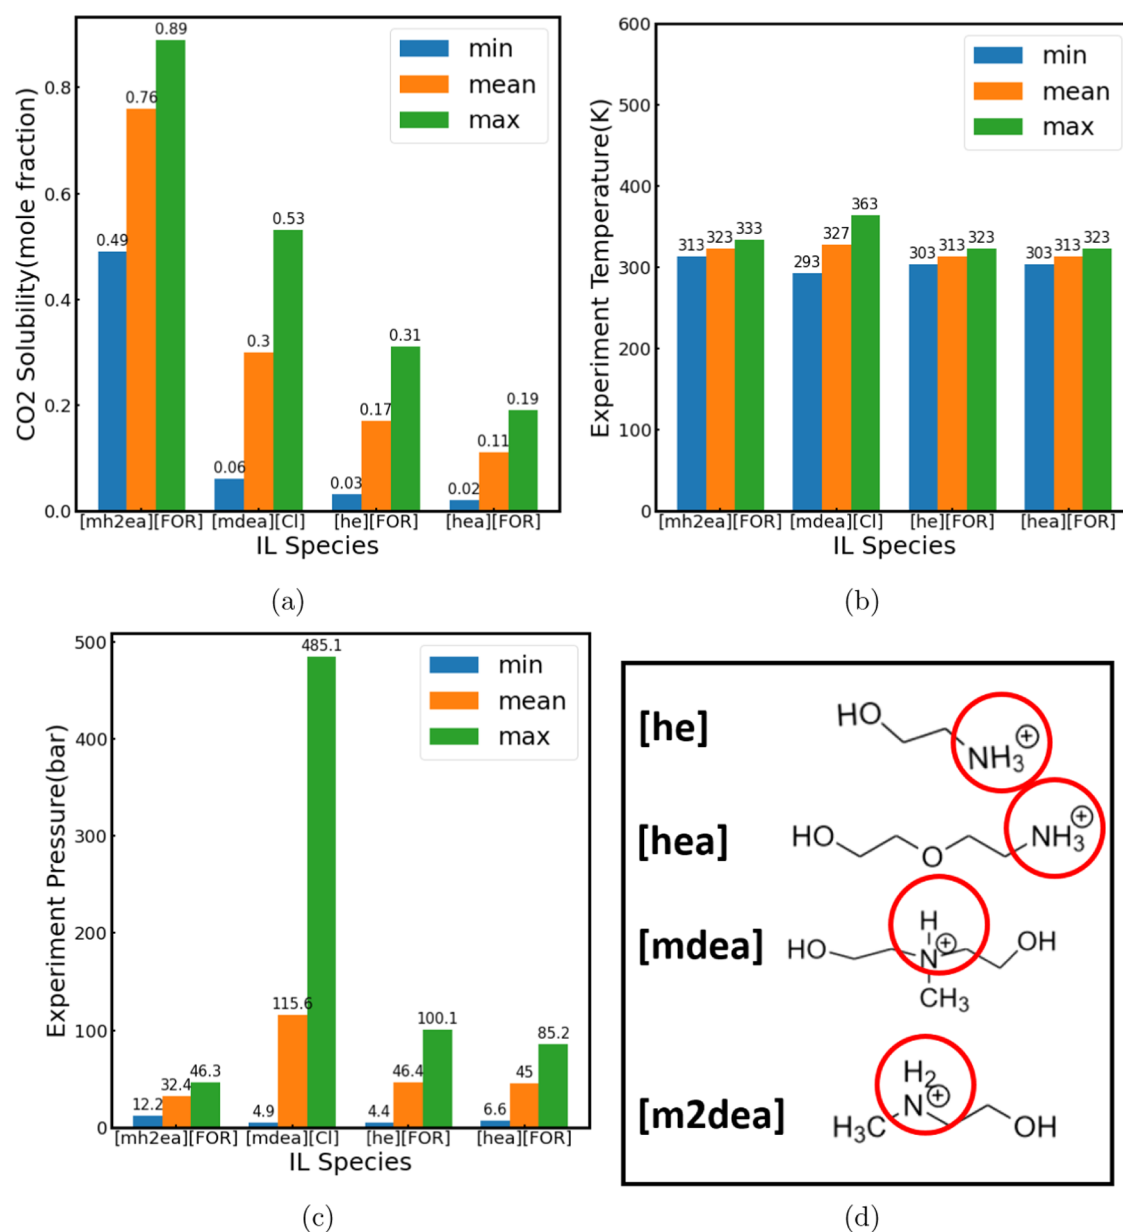 0.89
0.76
0.49
0.53
0.3
0.06
0.31
0.17
0.03
0.19
0.11
0.02
min
mean
max
CO2 Solubility(mole fraction)
0.8
0.6
0.4
0.2
0.0
[mh2ea][FOR] [mdea][Cl] [he][FOR] [hea][FOR]
IL Species
(a)
600
500
400
300
200
100
0
Experiment Temperature(K)
min
mean
max
313 323 333
293 327 363
303 313 323
303 313 323
[mh2ea][FOR] [mdea][Cl] [he][FOR] [hea][FOR]
IL Species
(b)
500
400
300
200
100
0
Experiment Pressure(bar)
min
mean
max
12.2 32.4 46.3
4.9 115.6 485.1
4.4 46.4 100.1
6.6 45 85.2
[mh2ea][FOR] [mdea][Cl] [he][FOR] [hea][FOR]
IL Species
(c)
[he]
HO
NH3 +
[hea]
HO
O
NH3 +
[mdea]
HO
H
N +
OH
CH3
[m2dea]
H3C
H2
N +
OH
(d)